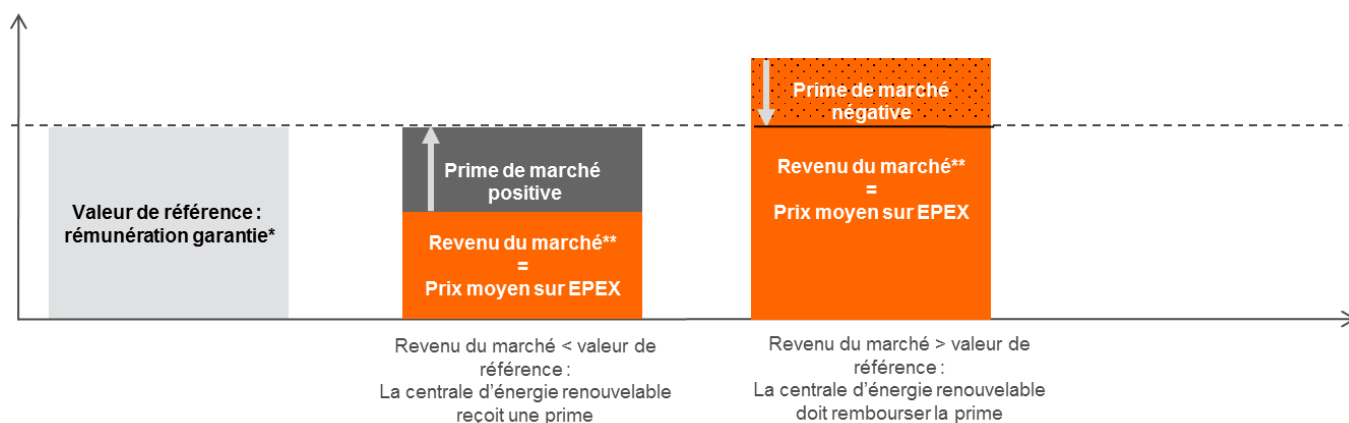 Valeur de référence :
rémunération garantie*
Prime de marché
positive
Revenu du marché**
=
Prix moyen sur EPEX
Prime de marché
négative
Revenu du marché**
=
Prix moyen sur EPEX
Revenu du marché < valeur de
référence :
La centrale d’énergie renouvelable
reçoit une prime
Revenu du marché > valeur de
référence :
La centrale d’énergie renouvelable
doit rembourser la prime